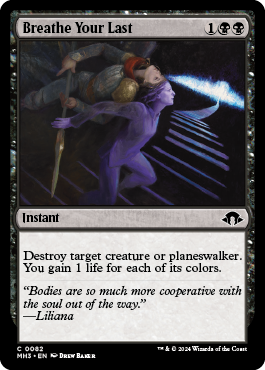 Breathe Your Last 1
Instant
Destroy target creature or planeswalker.
You gain 1 life for each of its colors.
“Bodies are so much more cooperative with
the soul out of the way.”
—Liliana
C 0082
MH3 • EN Drew Baker
™ & © 2024 Wizards of the Coast